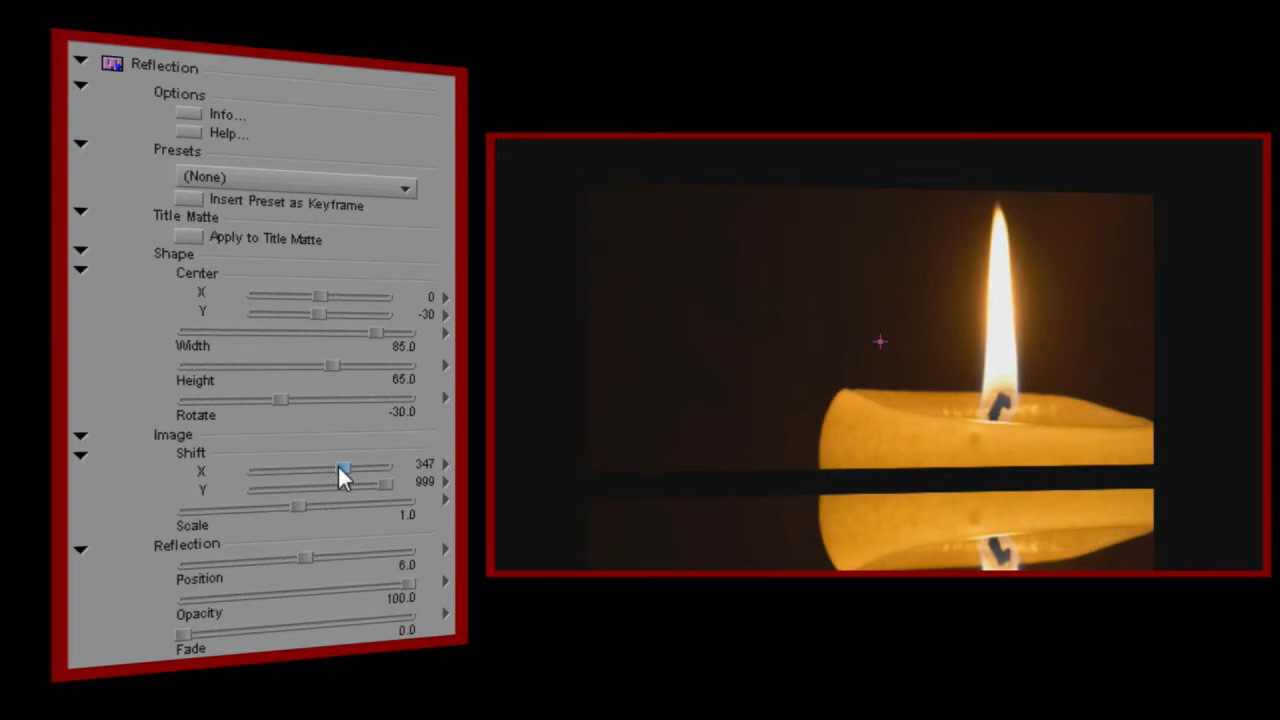 Reflection
Options
Info...
Help...
Presets
(None)
Insert Preset as Keyframe
Title Matte
Apply to Title Matte
Shape
Center
X 0
Y -30
Width 85.0
Height 65.0
Rotate -30.0
Image
Shift
X 347
Y 999
Scale 1.0
Reflection
Position 6.0
Opacity 100.0
Fade 0.0